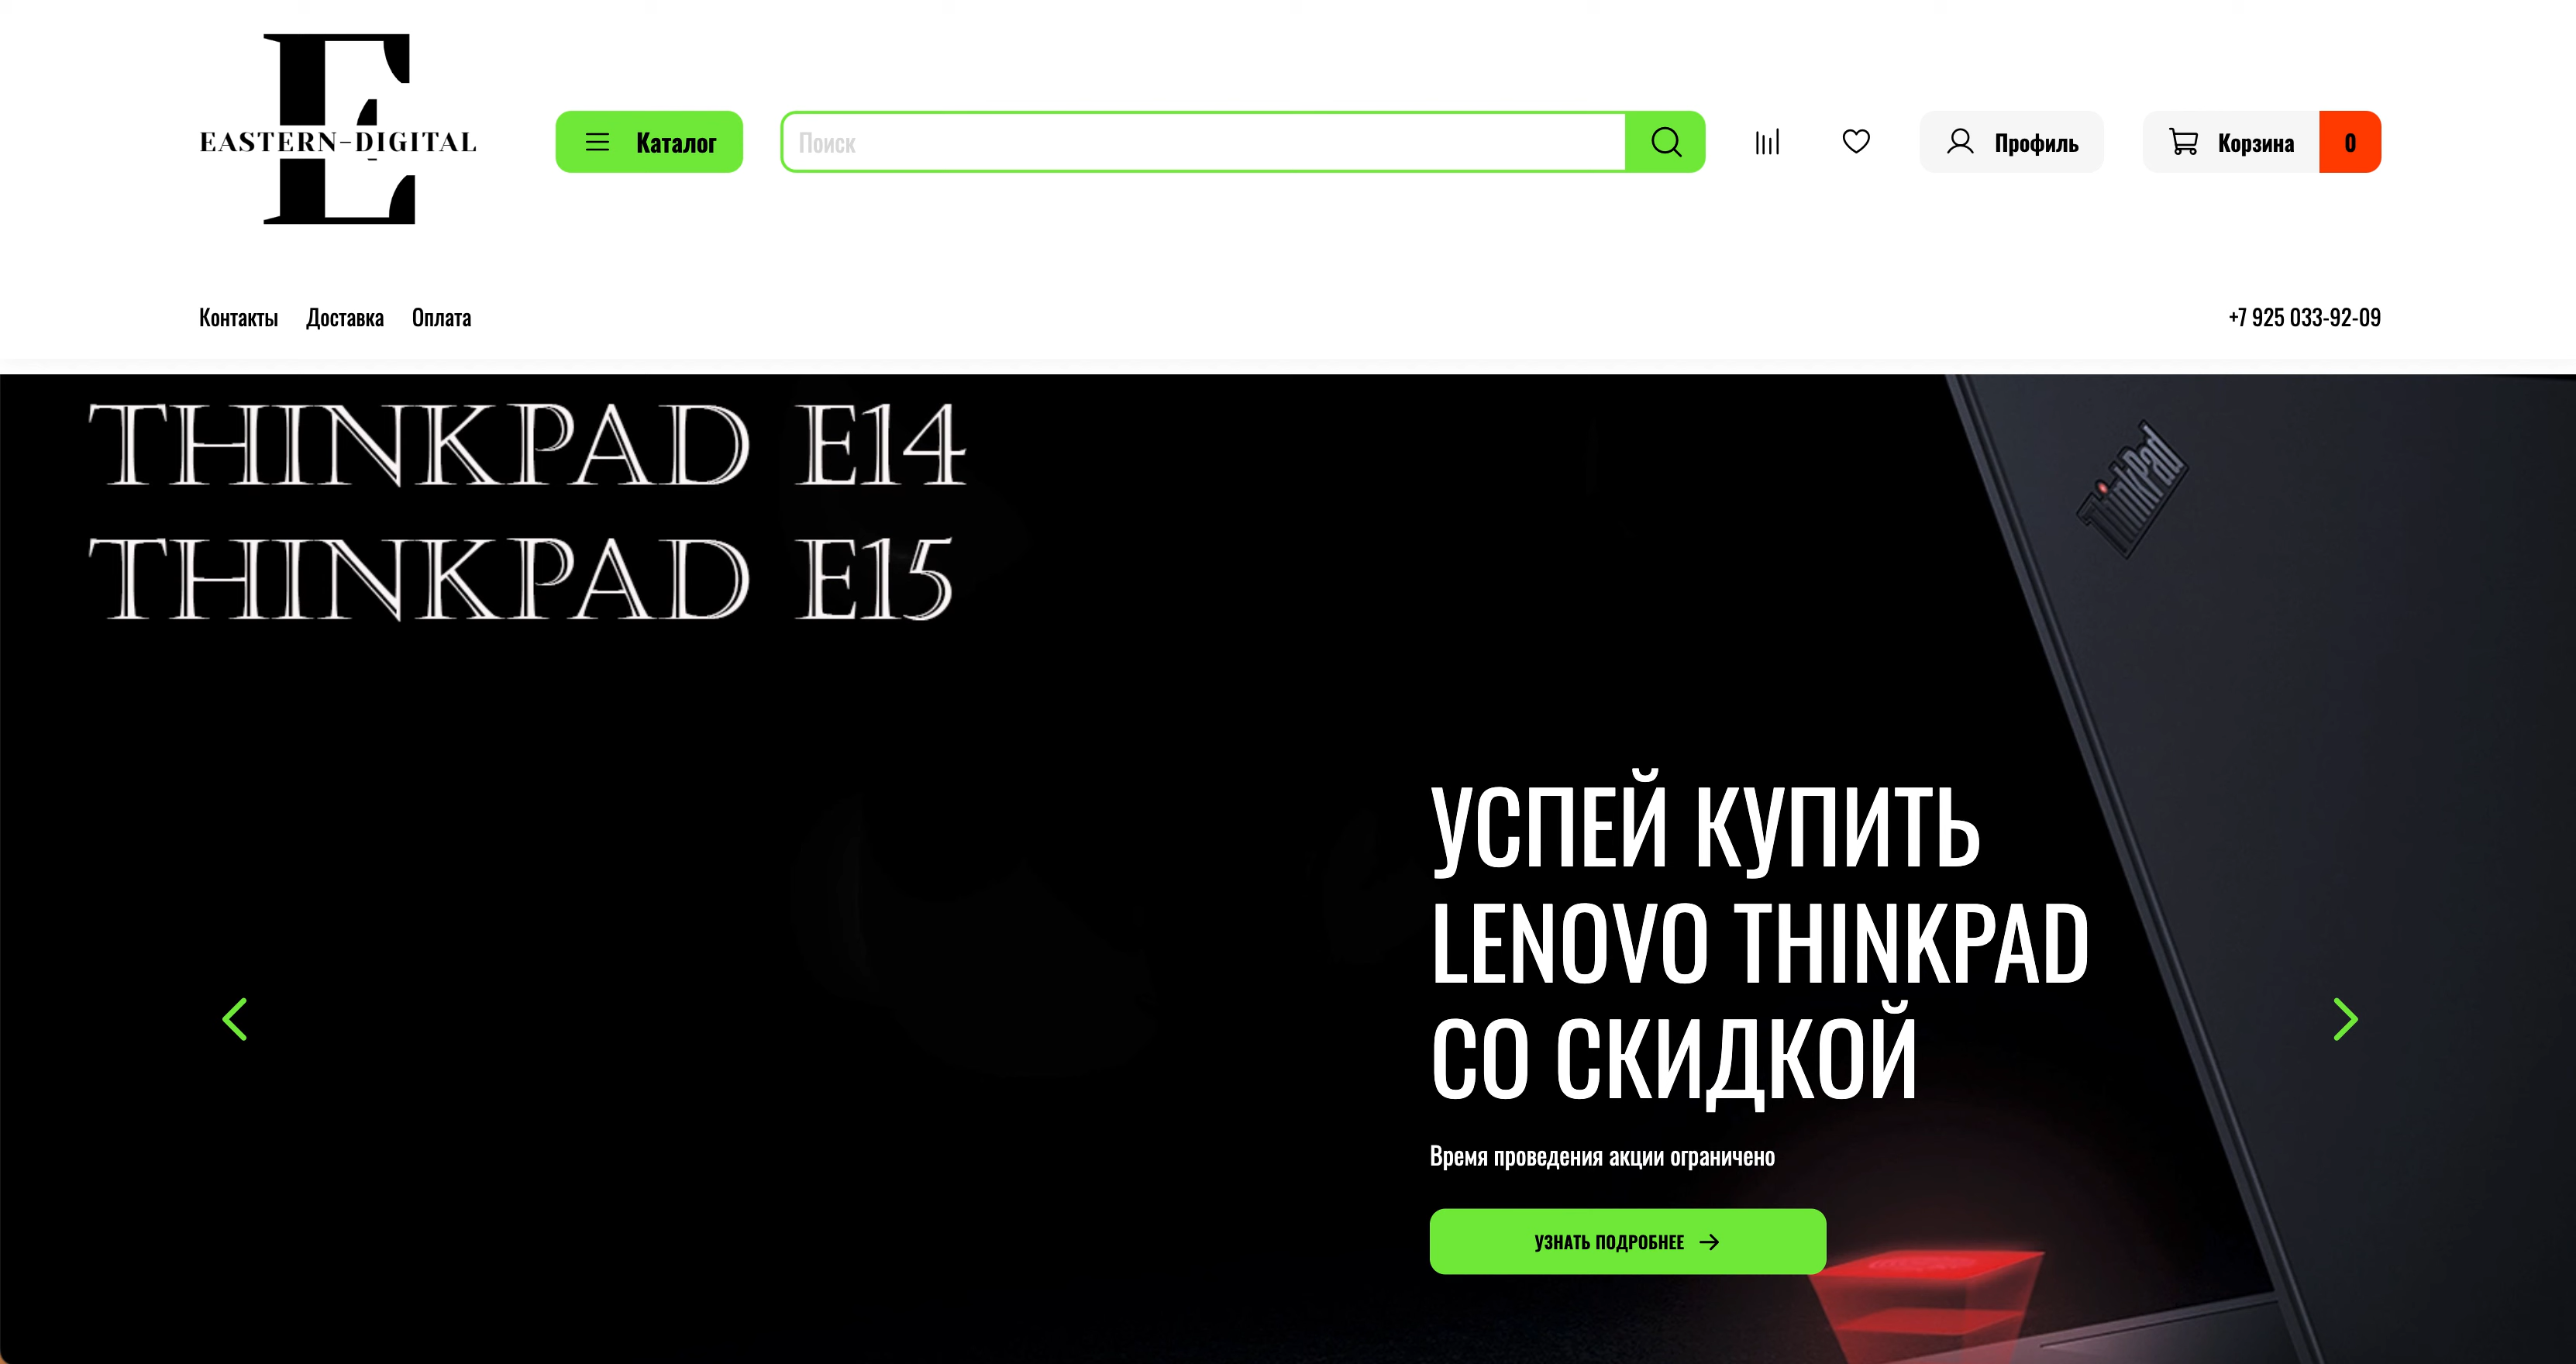 EASTERN-DIGITAL
Каталог
Поиск
Профиль
Корзина
0
Контакты
Доставка
Оплата
+7 925 033-92-09
THINKPAD E14
THINKPAD E15
ThinkPad
УСПЕЙ КУПИТЬ
LENOVO THINKPAD
СО СКИДКОЙ
Время проведения акции ограничено
УЗНАТЬ ПОДРОБНЕЕ